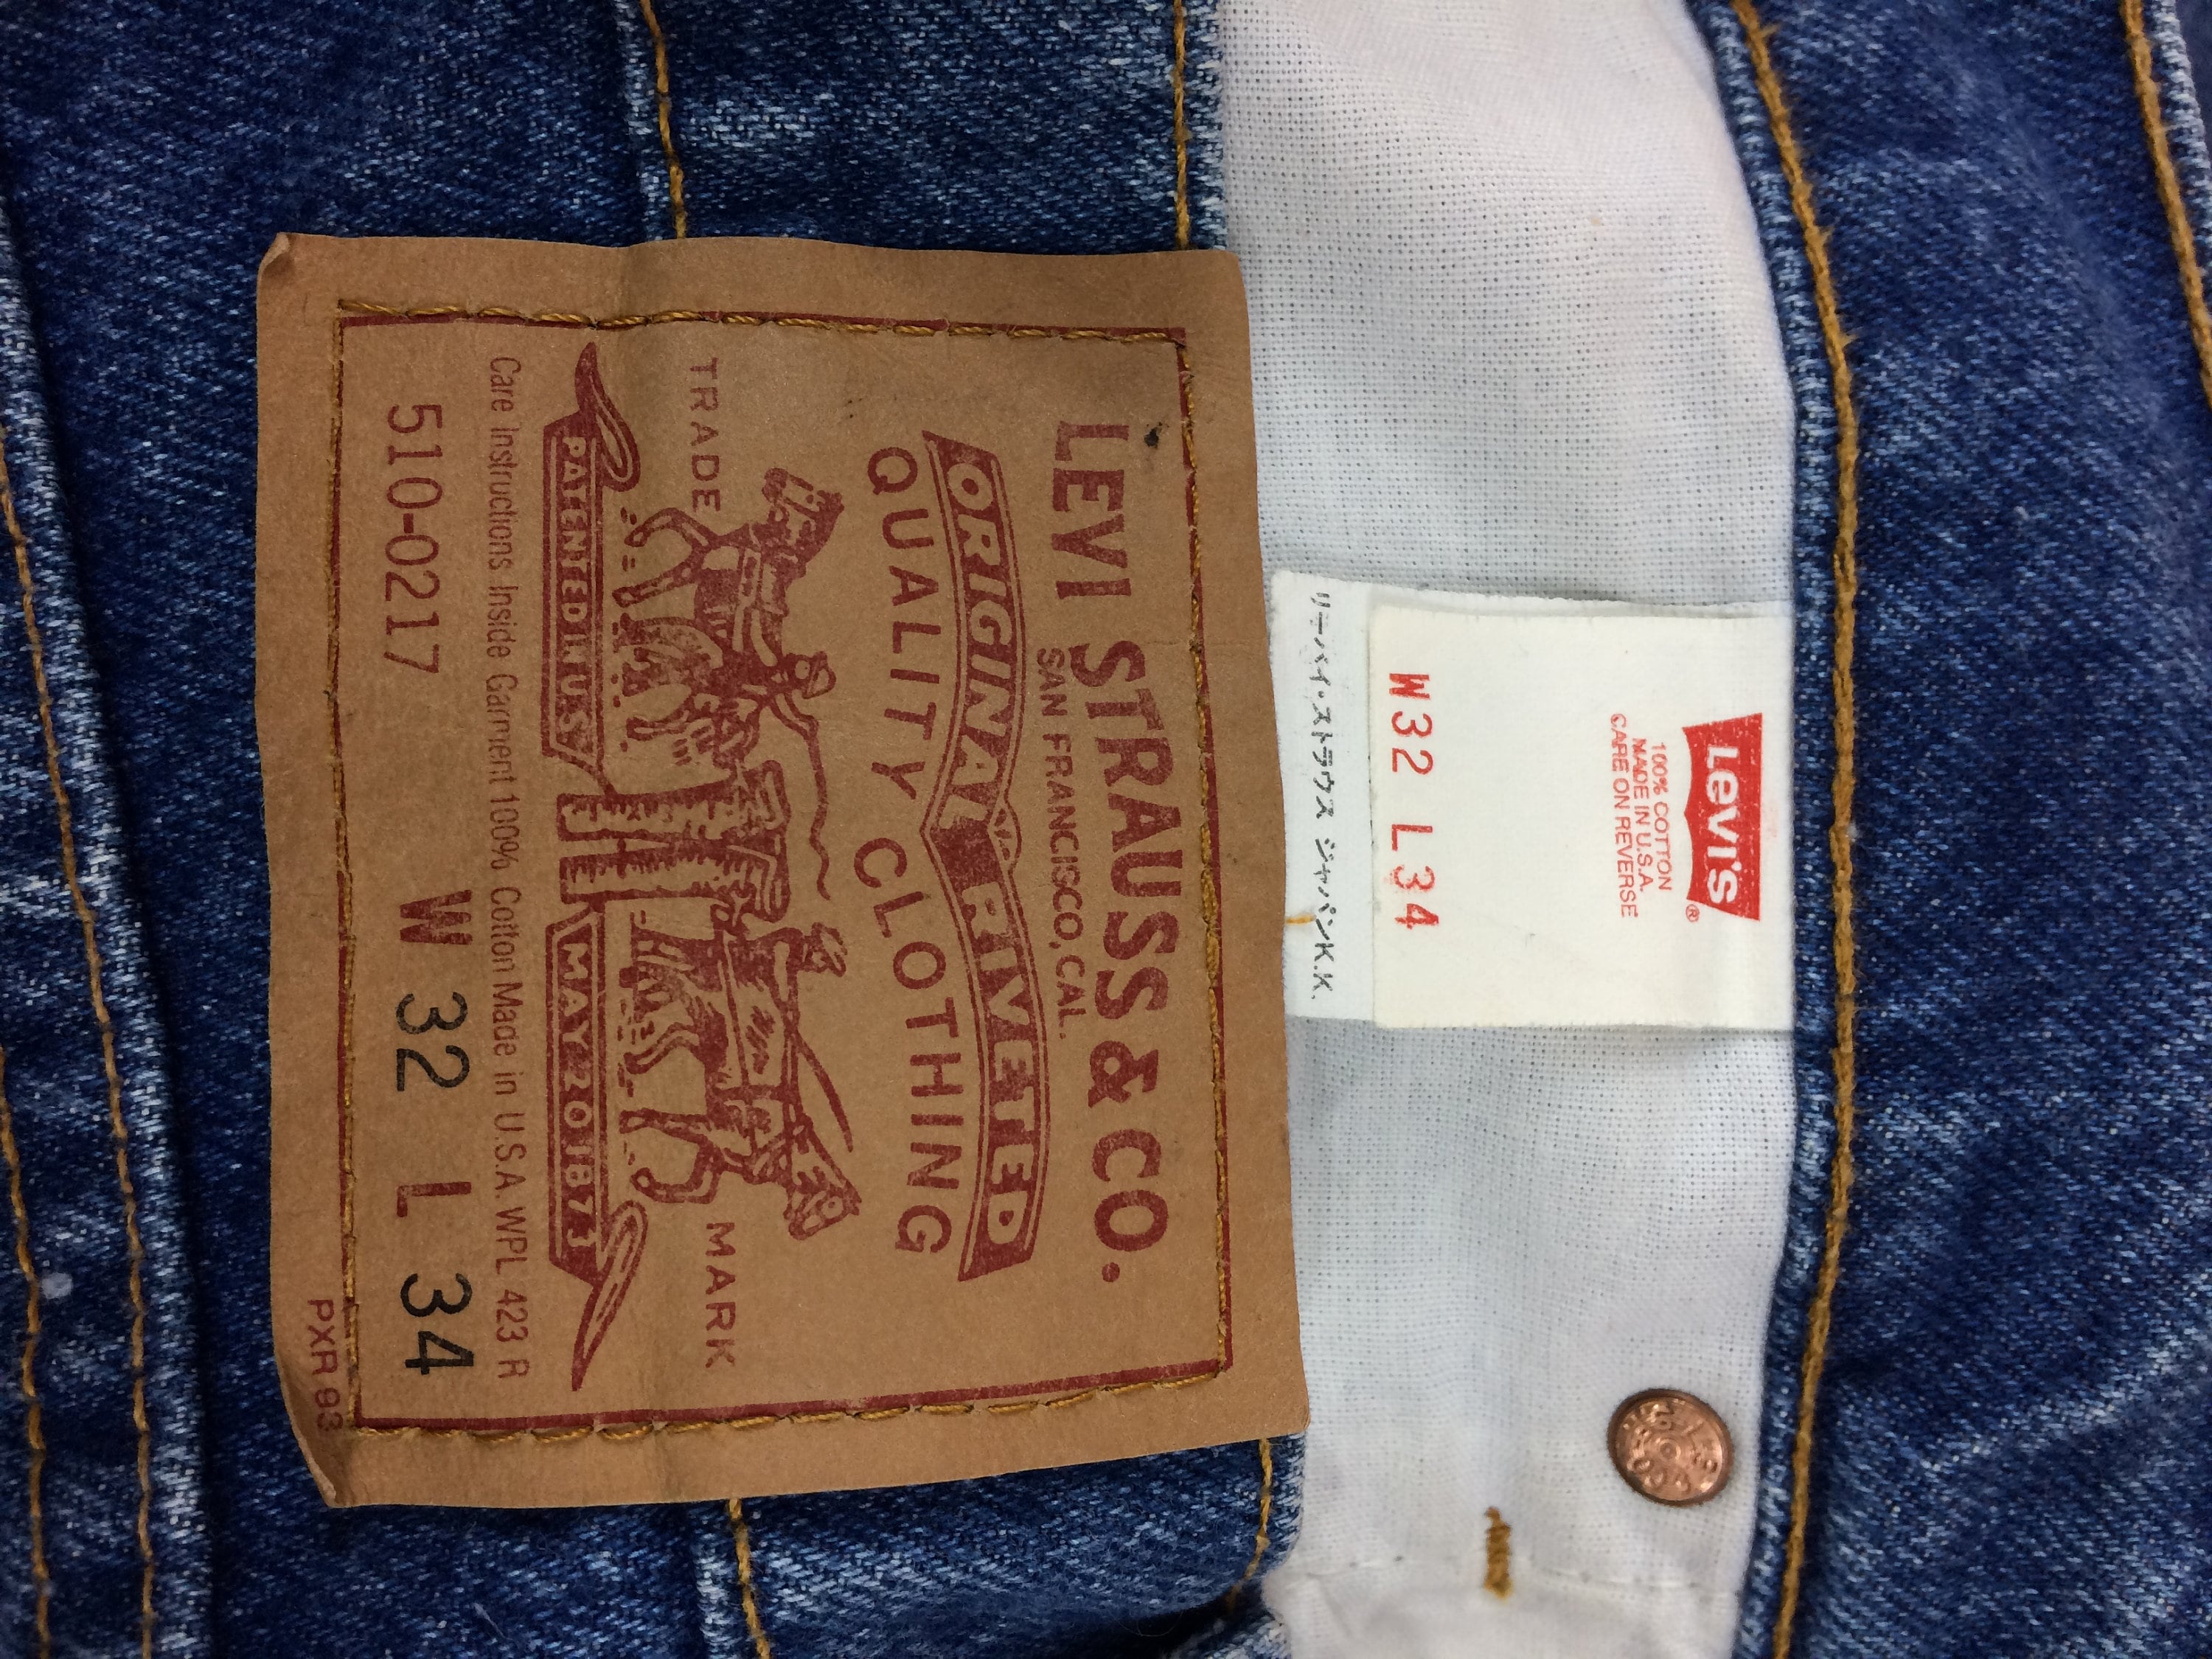 LEVI STRAUSS & CO.
SAN FRANCISCO, CAL.
ORIGINAL RIVETED
QUALITY CLOTHING
TRADE MARK
PATENTED IN U.S.
MAY 20 1873
Care Instructions Inside Garment 100% Cotton Made in U.S.A. WPL 423 R
510-0217 W 32 L 34
PXR 93
Levi's®
100% COTTON
MADE IN U.S.A.
CARE ON REVERSE
W32 L34
リーバイ・ストラウス ジャパンK.K.